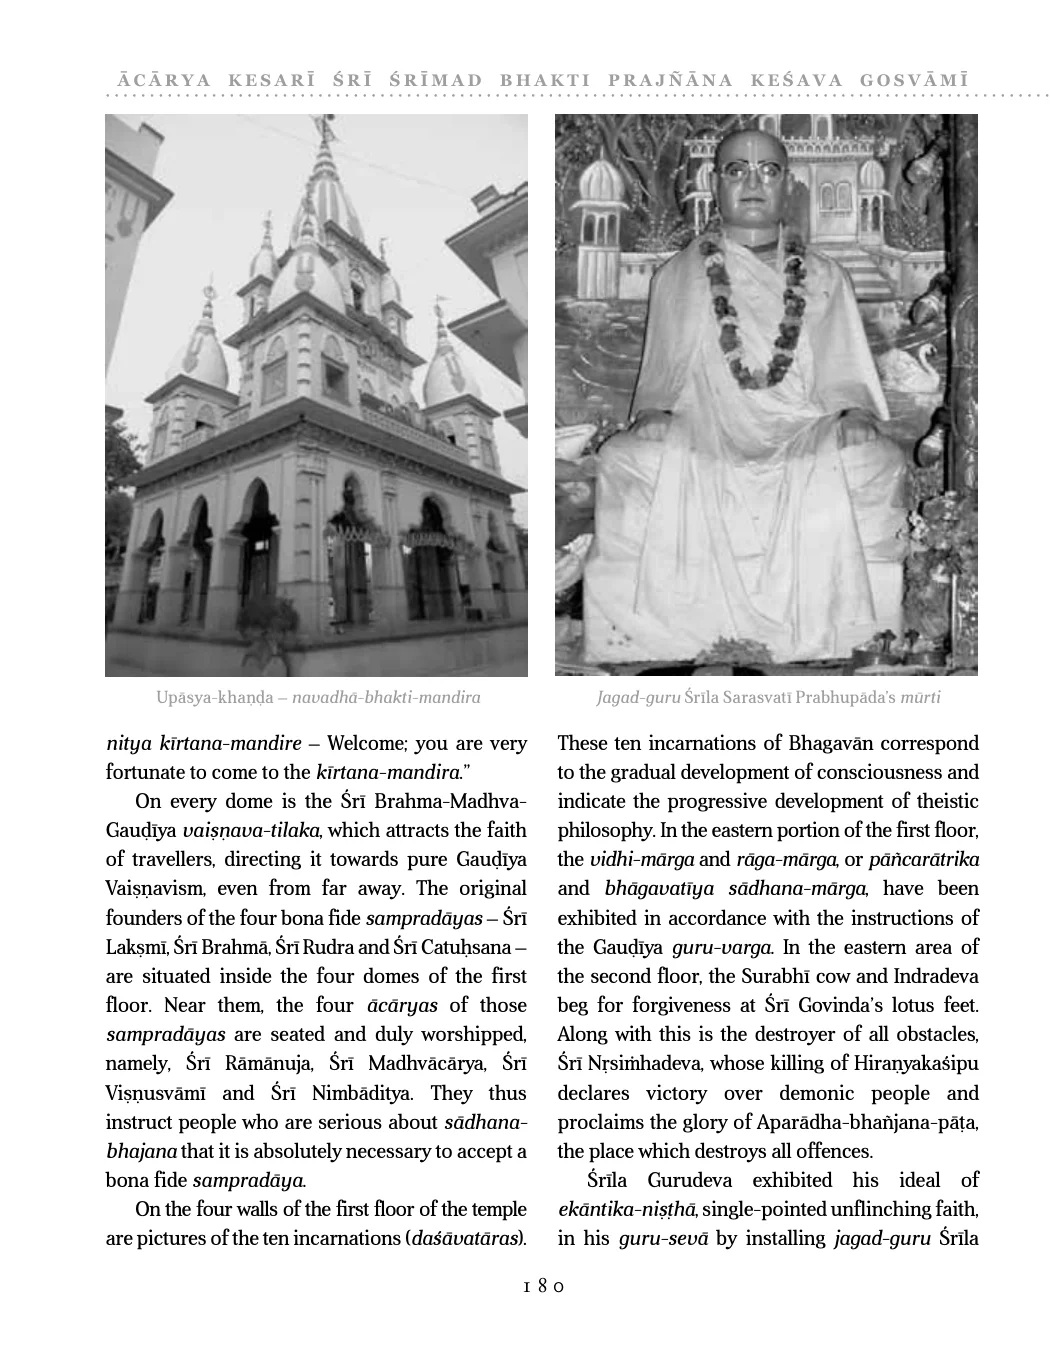 ĀCĀRYA KESARĪ ŚRĪ ŚRĪMAD BHAKTI PRAJÑĀNA KEŚAVA GOSVĀMĪ
Upāsya-khaṇḍa – navadhā-bhakti-mandira
Jagad-guru Śrīla Sarasvatī Prabhupāda’s mūrti
nitya kīrtana-mandire – Welcome; you are very
fortunate to come to the kīrtana-mandira.”
On every dome is the Śrī Brahma-Madhva-
Gauḍīya vaiṣṇava-tilaka, which attracts the faith
of travellers, directing it towards pure Gauḍīya
Vaiṣṇavism, even from far away. The original
founders of the four bona fide sampradāyas – Śrī
Lakṣmī, Śrī Brahmā, Śrī Rudra and Śrī Catuḥsana –
are situated inside the four domes of the first
floor. Near them, the four ācāryas of those
sampradāyas are seated and duly worshipped,
namely, Śrī Rāmānuja, Śrī Madhvācārya, Śrī
Viṣṇusvāmī and Śrī Nimbāditya. They thus
instruct people who are serious about sādhana-
bhajana that it is absolutely necessary to accept a
bona fide sampradāya.
On the four walls of the first floor of the temple
are pictures of the ten incarnations (daśāvatāras).
These ten incarnations of Bhagavān correspond
to the gradual development of consciousness and
indicate the progressive development of theistic
philosophy. In the eastern portion of the first floor,
the vidhi-mārga and rāga-mārga, or pāñcarātrika
and bhāgavatīya sādhana-mārga, have been
exhibited in accordance with the instructions of
the Gauḍīya guru-varga. In the eastern area of
the second floor, the Surabhī cow and Indradeva
beg for forgiveness at Śrī Govinda’s lotus feet.
Along with this is the destroyer of all obstacles,
Śrī Nṛsiṁhadeva, whose killing of Hiraṇyakaśipu
declares victory over demonic people and
proclaims the glory of Aparādha-bhañjana-pāṭa,
the place which destroys all offences.
Śrīla Gurudeva exhibited his ideal of
ekāntika-niṣṭhā, single-pointed unflinching faith,
in his guru-sevā by installing jagad-guru Śrīla
180